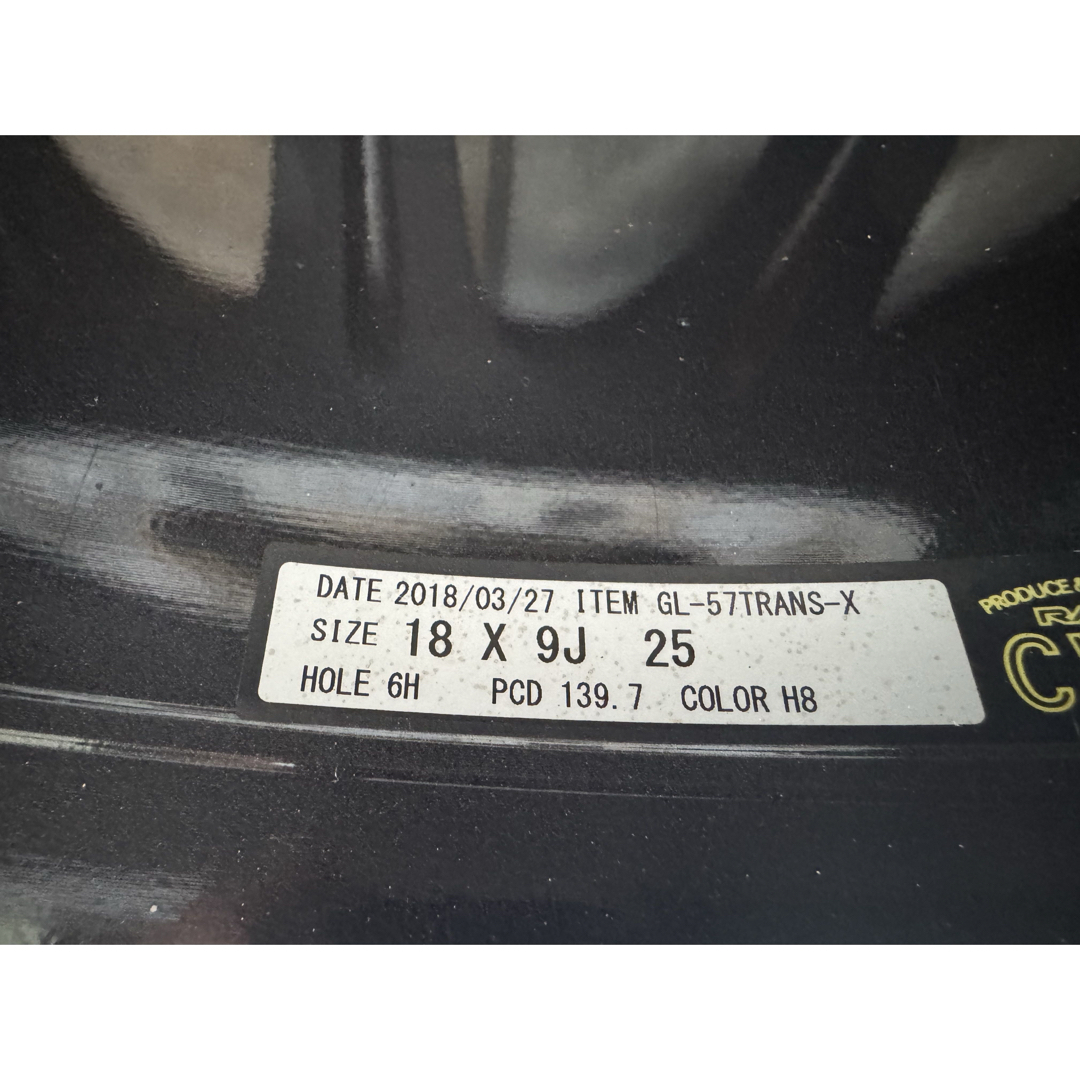 DATE 2018/03/27 ITEM GL-57TRANS-X
SIZE 18 X 9J 25
HOLE 6H PCD 139.7 COLOR H8
PRODUCE